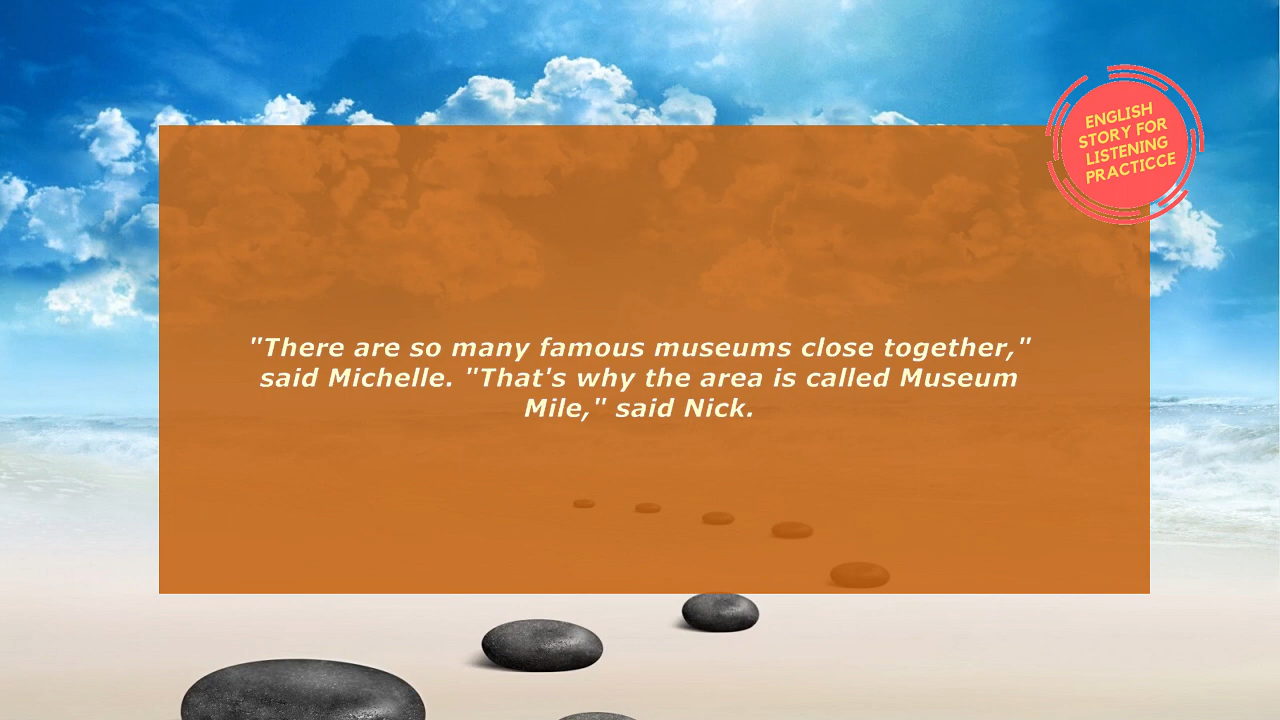 ENGLISH
STORY FOR
LISTENING
PRACTICCE
"There are so many famous museums close together,"
said Michelle. "That's why the area is called Museum
Mile," said Nick.